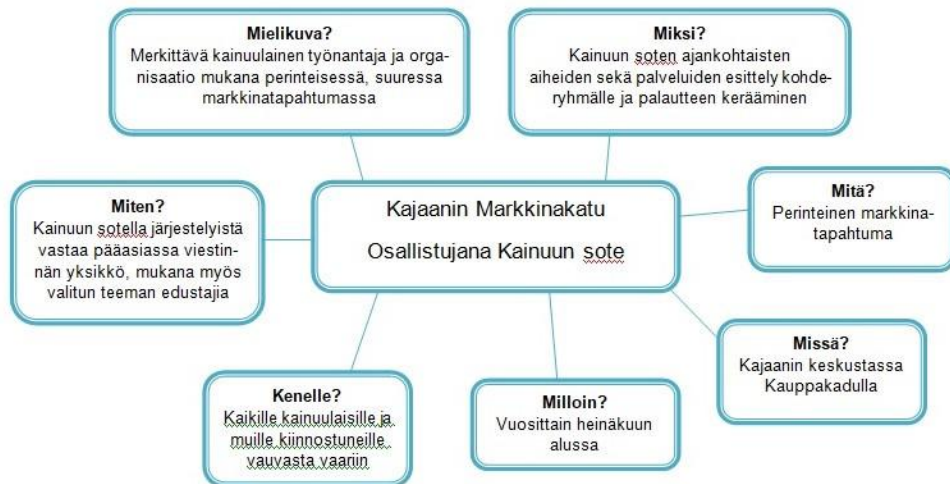 Mielikuva?
Merkittävä kainuulainen työnantaja ja orga-
nisaatio mukana perinteisessä, suuressa
markkinatapahtumassa
Miksi?
Kainuun soten ajankohtaisten
aiheiden sekä palveluiden esittely kohde-
ryhmälle ja palautteen kerääminen
Miten?
Kainuun sotella järjestelyistä
vastaa pääasiassa viestin-
nän yksikkö, mukana myös
valitun teeman edustajia
Kajaanin Markkinakatu
Osallistujana Kainuun sote
Mitä?
Perinteinen markkina-
tapahtuma
Missä?
Kajaanin keskustassa
Kauppakadulla
Kenelle?
Kaikille kainuulaisille ja
muille kiinnostuneille
vauvasta vaariin
Milloin?
Vuosittain heinäkuun
alussa